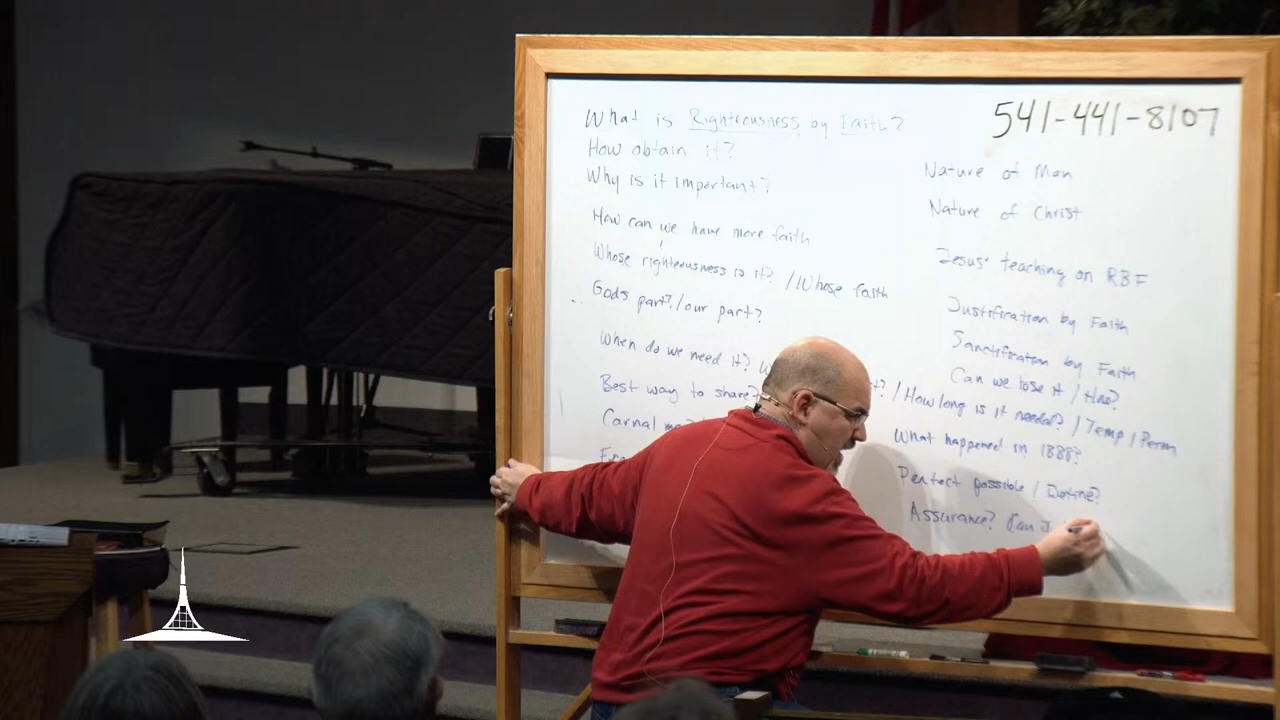 What is Righteousness by Faith?
How obtain it?
Why is it important?
How can we have more faith
Whose righteousness is it? / Whose faith
Gods part? / our part?
When do we need it?
Best way to share?
Carnal
541-441-8107
Nature of Man
Nature of Christ
Jesus' teaching on RBF
Justification by Faith
Sanctification by Faith
Can we lose it / How?
/ How long is it needed? / Temp / Perm
What happened in 1888?
Perfect possible / Define?
Assurance? Can I